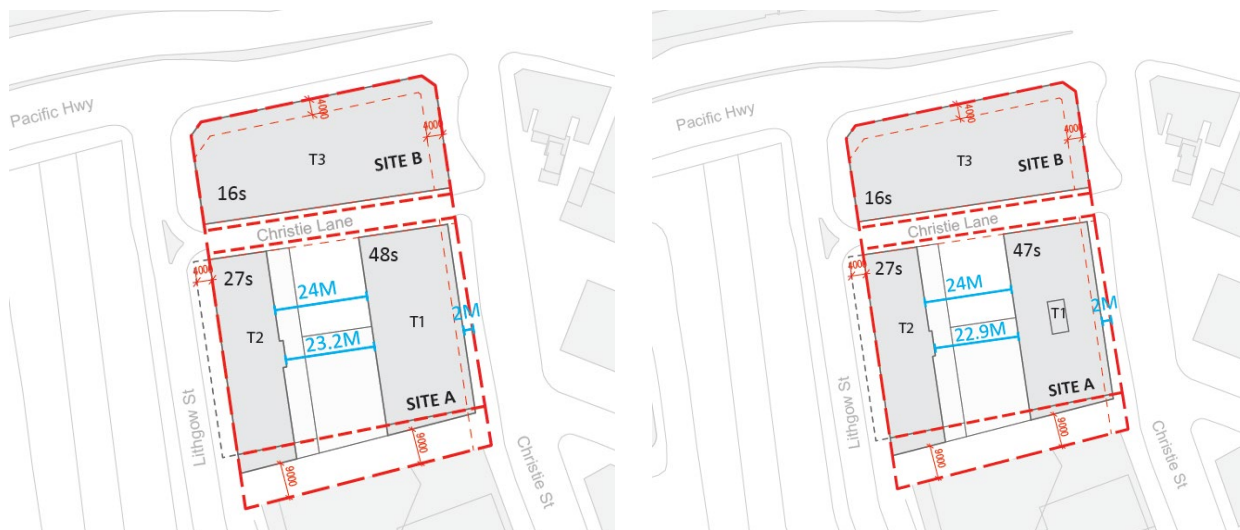 Pacific Hwy
4000
4000
T3
SITE B
16s
Christie Lane
4000
27s
48s
24M
2M
T2
T1
23.2M
SITE A
Lithgow St
9000
9000
Christie St
Pacific Hwy
4000
4000
T3
SITE B
16s
Christie Lane
4000
27s
47s
24M
2M
T2
T1
22.9M
SITE A
Lithgow St
9000
9000
Christie St